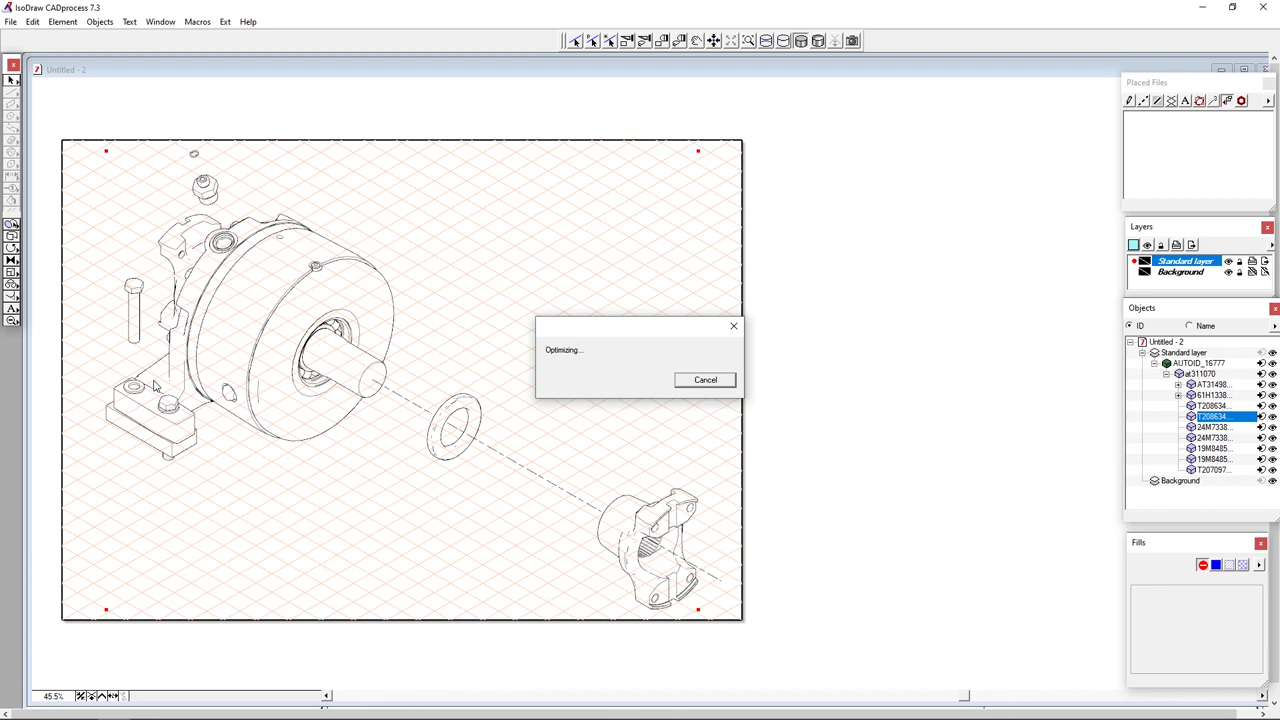 IsoDraw CADprocess 7.3
File Edit Element Objects Text Window Macros Ext Help
Untitled - 2
Placed Files
Layers
Standard layer
Background
Objects
ID Name
Untitled - 2
Standard layer
AUTOID_16777
at311070
AT31498...
61H1338...
T208634...
T208634...
24M7338...
24M7338...
19M8485...
19M8485...
T207097...
Background
Optimizing...
Cancel
Fills
45.5%